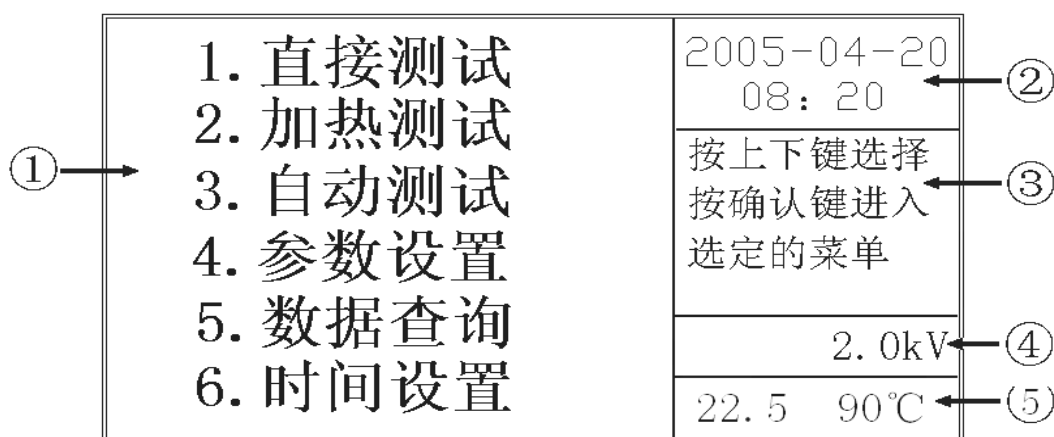 1. 直接测试
2. 加热测试
3. 自动测试
4. 参数设置
5. 数据查询
6. 时间设置
①
2005-04-20
08：20
②
按上下键选择
按确认键进入
选定的菜单
③
2.0kV
④
22.5 90℃
(5)